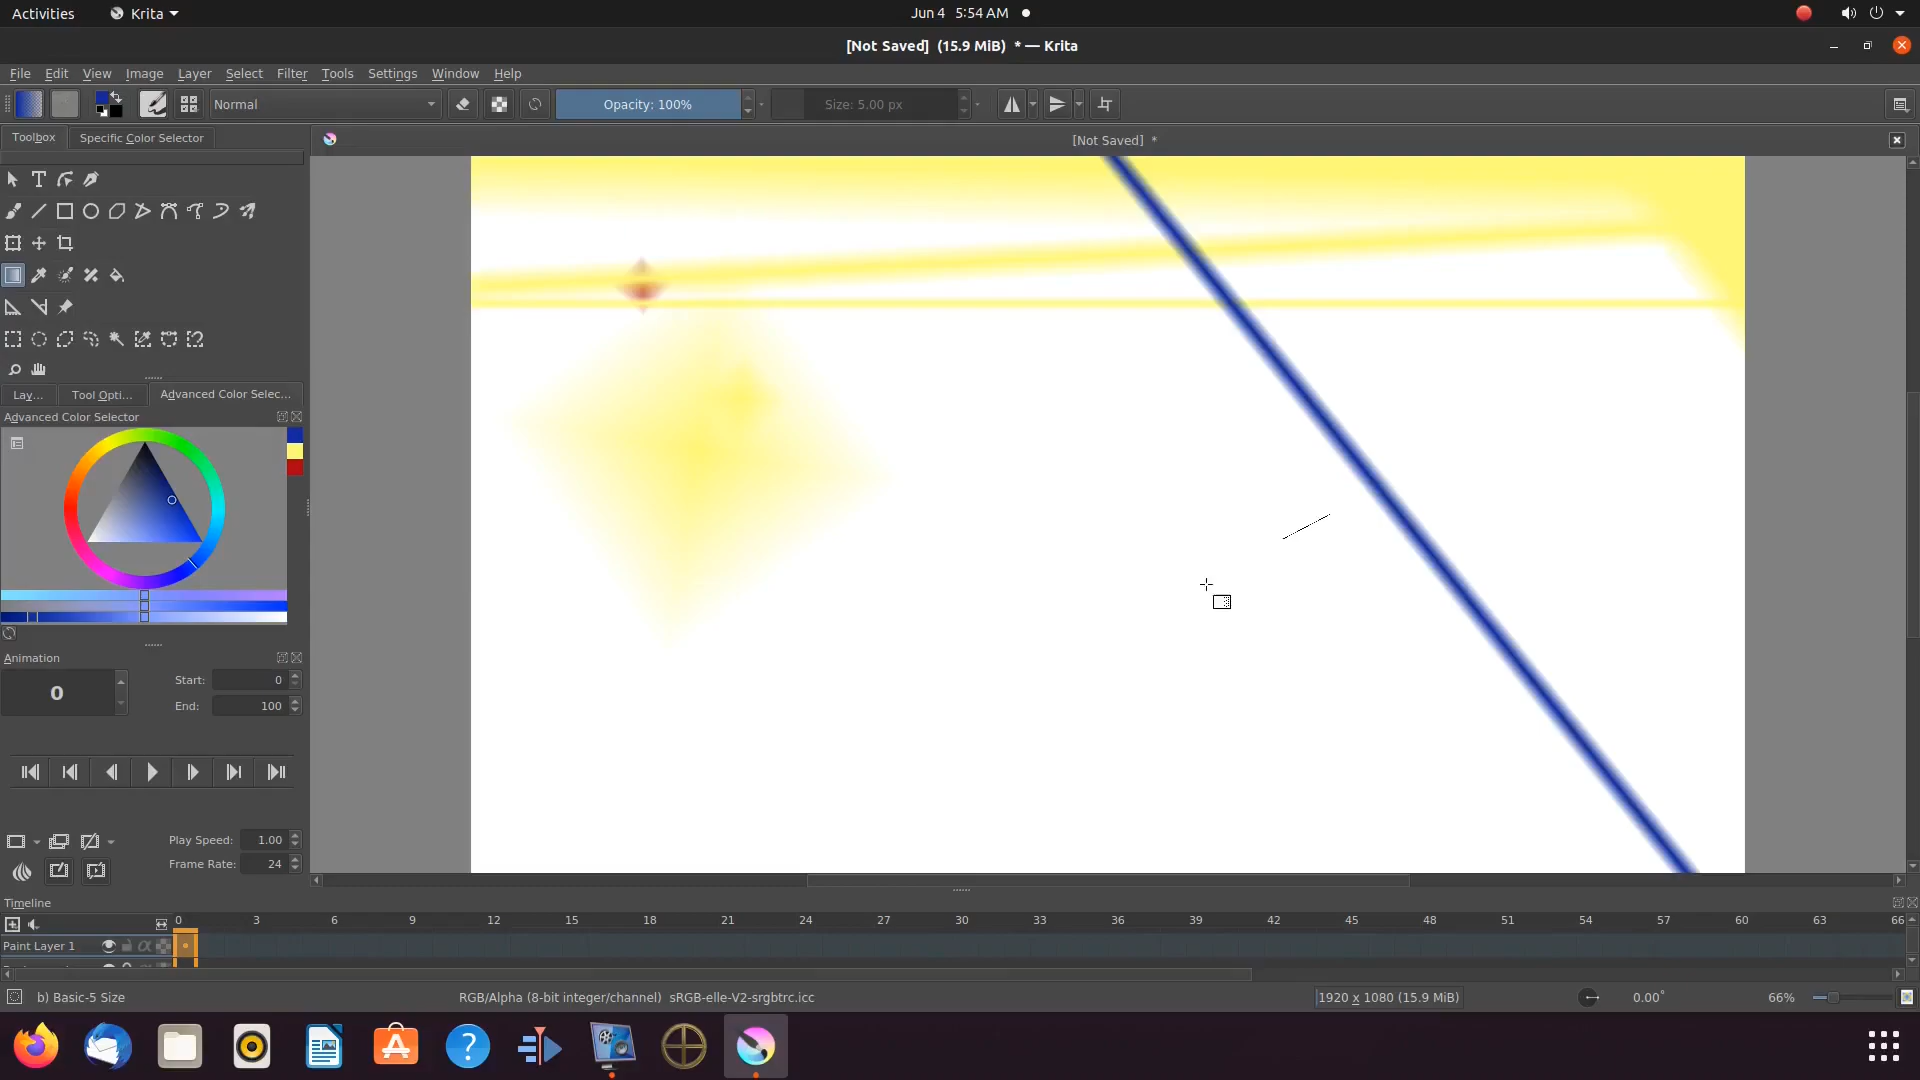 Activities Krita Jun 4 5:54 AM
[Not Saved] (15.9 MiB) * — Krita
File Edit View Image Layer Select Filter Tools Settings Window Help
Normal Opacity: 100% Size: 5.00 px
Toolbox Specific Color Selector [Not Saved] *
Lay... Tool Opti... Advanced Color Selec...
Advanced Color Selector
Animation
0 Start: 0
End: 100
Play Speed: 1.00
Frame Rate: 24
Timeline
0 3 6 9 12 15 18 21 24 27 30 33 36 39 42 45 48 51 54 57 60 63 66
Paint Layer 1
b) Basic-5 Size RGB/Alpha (8-bit integer/channel) sRGB-elle-V2-srgbtrc.icc 1920 x 1080 (15.9 MiB) 0.00° 66%